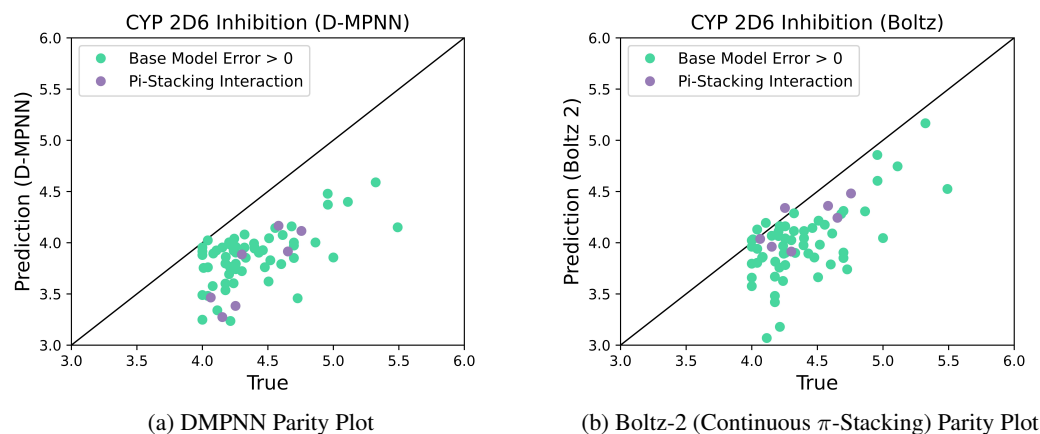 CYP 2D6 Inhibition (D-MPNN)
Base Model Error > 0
Pi-Stacking Interaction
Prediction (D-MPNN)
6.0
5.5
5.0
4.5
4.0
3.5
3.0
3.0 3.5 4.0 4.5 5.0 5.5 6.0
True
(a) DMPNN Parity Plot
CYP 2D6 Inhibition (Boltz)
Base Model Error > 0
Pi-Stacking Interaction
Prediction (Boltz 2)
6.0
5.5
5.0
4.5
4.0
3.5
3.0
3.0 3.5 4.0 4.5 5.0 5.5 6.0
True
(b) Boltz-2 (Continuous π-Stacking) Parity Plot